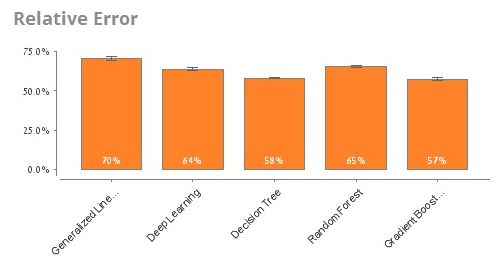 Relative Error
75.0%
50.0%
25.0%
0.0%
70%
64%
58%
65%
57%
Generalized Line...
Deep Learning
Decision Tree
Random Forest
Gradient Boost...